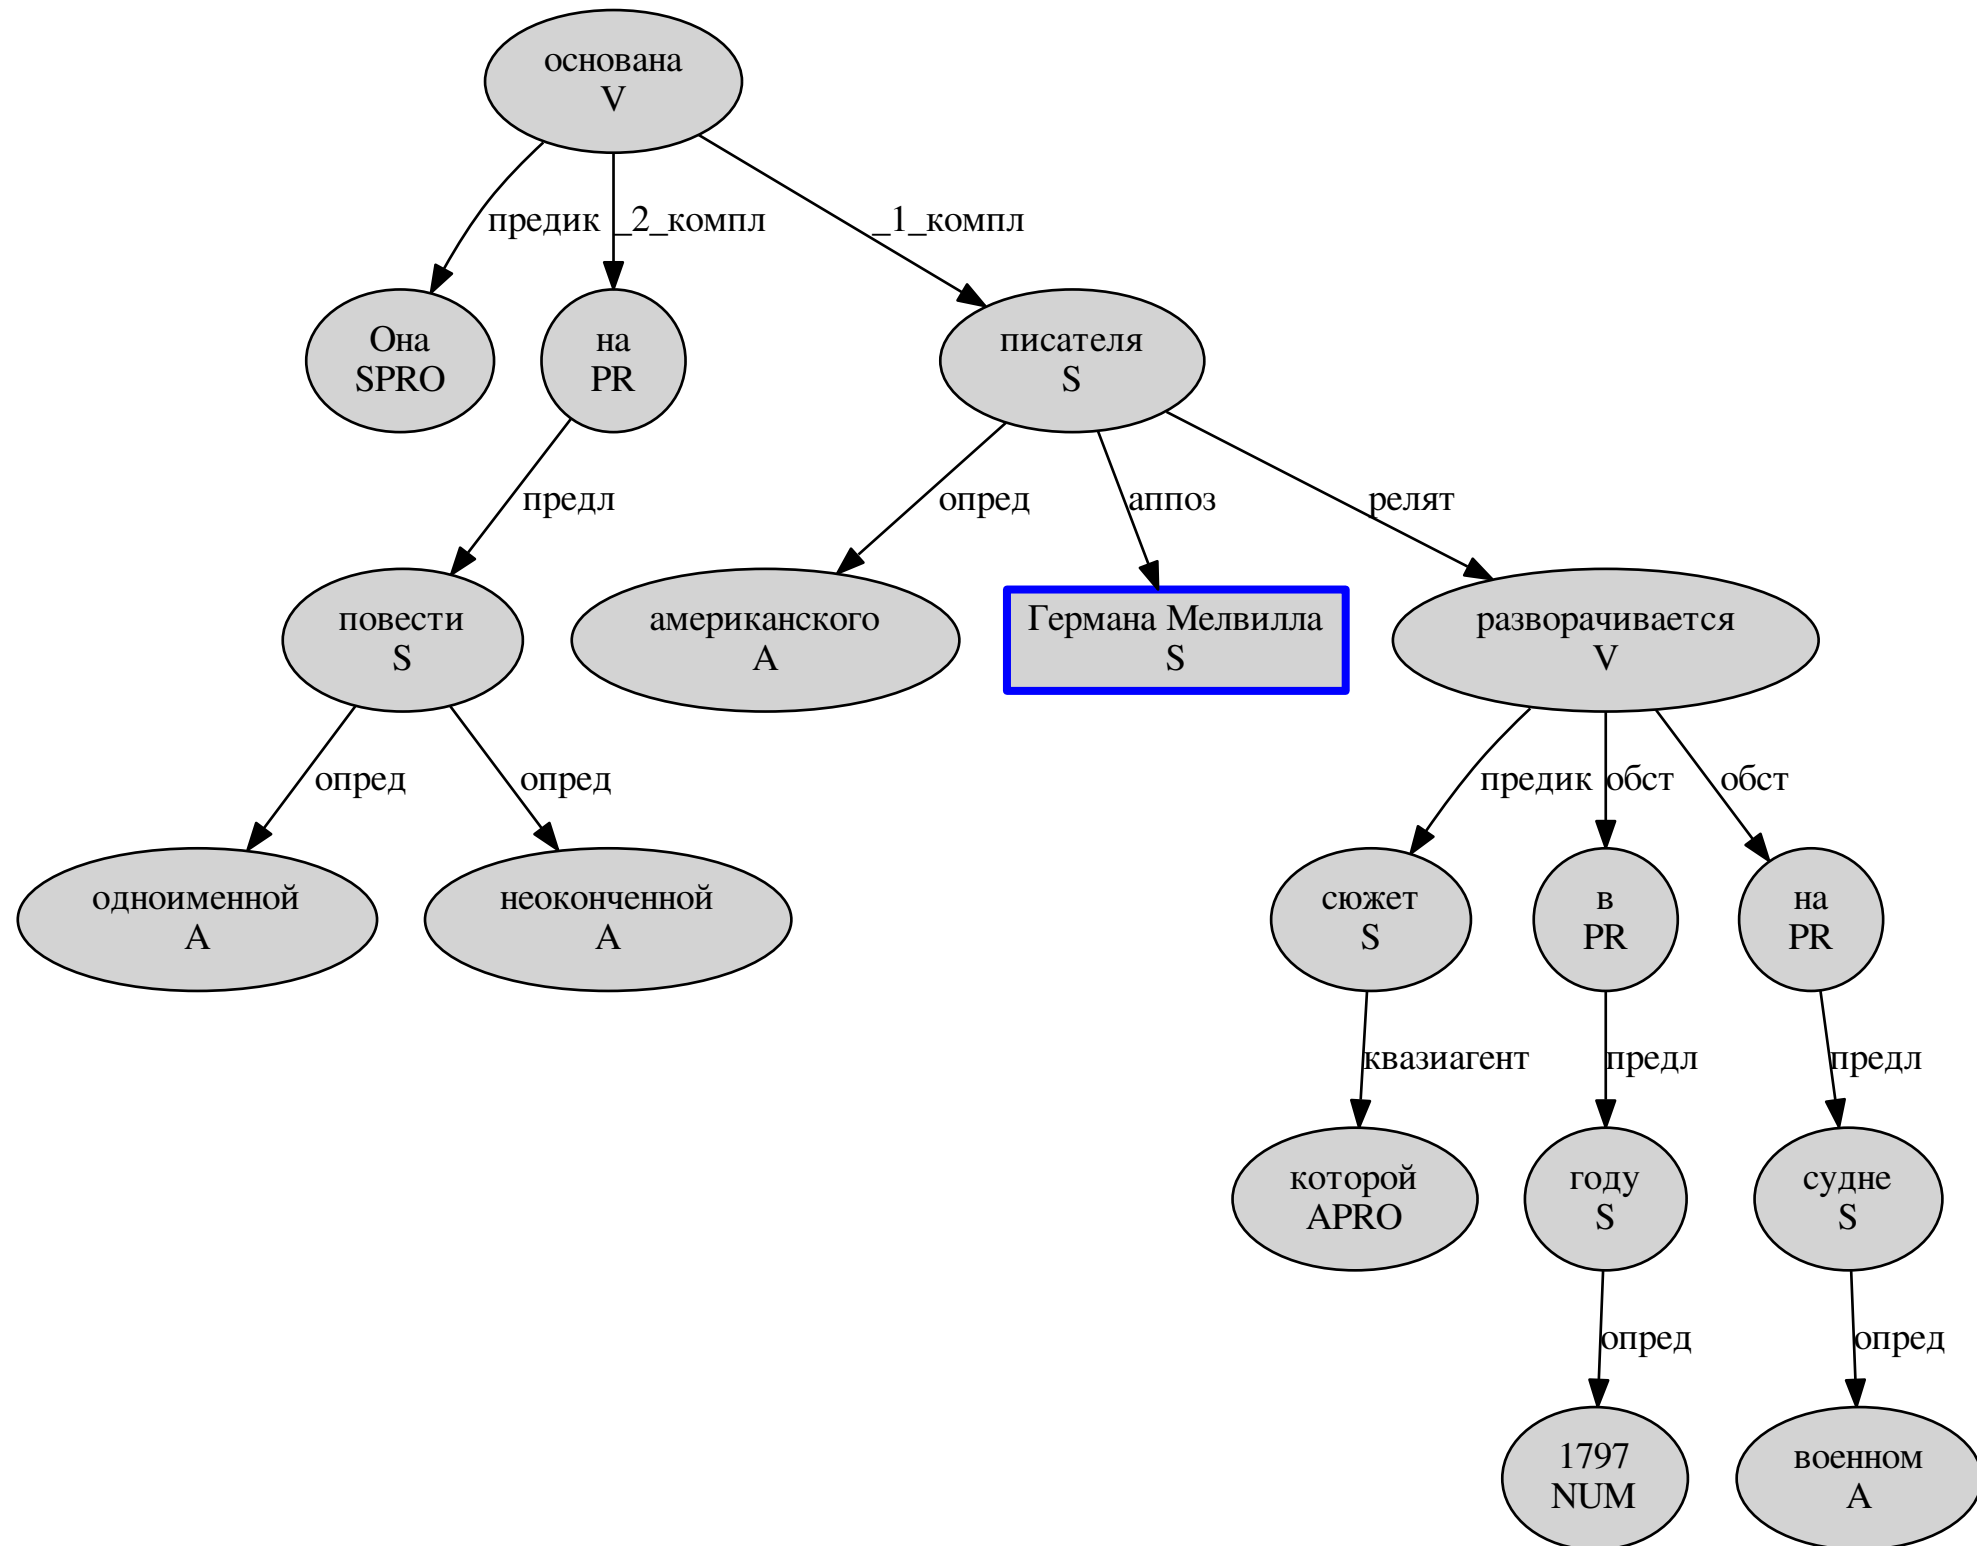 основана
V
предик
_2_компл
_1_компл
Она
SPRO
на
PR
писателя
S
предл
опред
аппоз
релят
повести
S
американского
A
Германа Мелвилла
S
разворачивается
V
опред
опред
предик
обст
обст
одноименной
A
неоконченной
A
сюжет
S
в
PR
на
PR
квазиагент
предл
предл
которой
APRO
году
S
судне
S
опред
опред
1797
NUM
военном
A